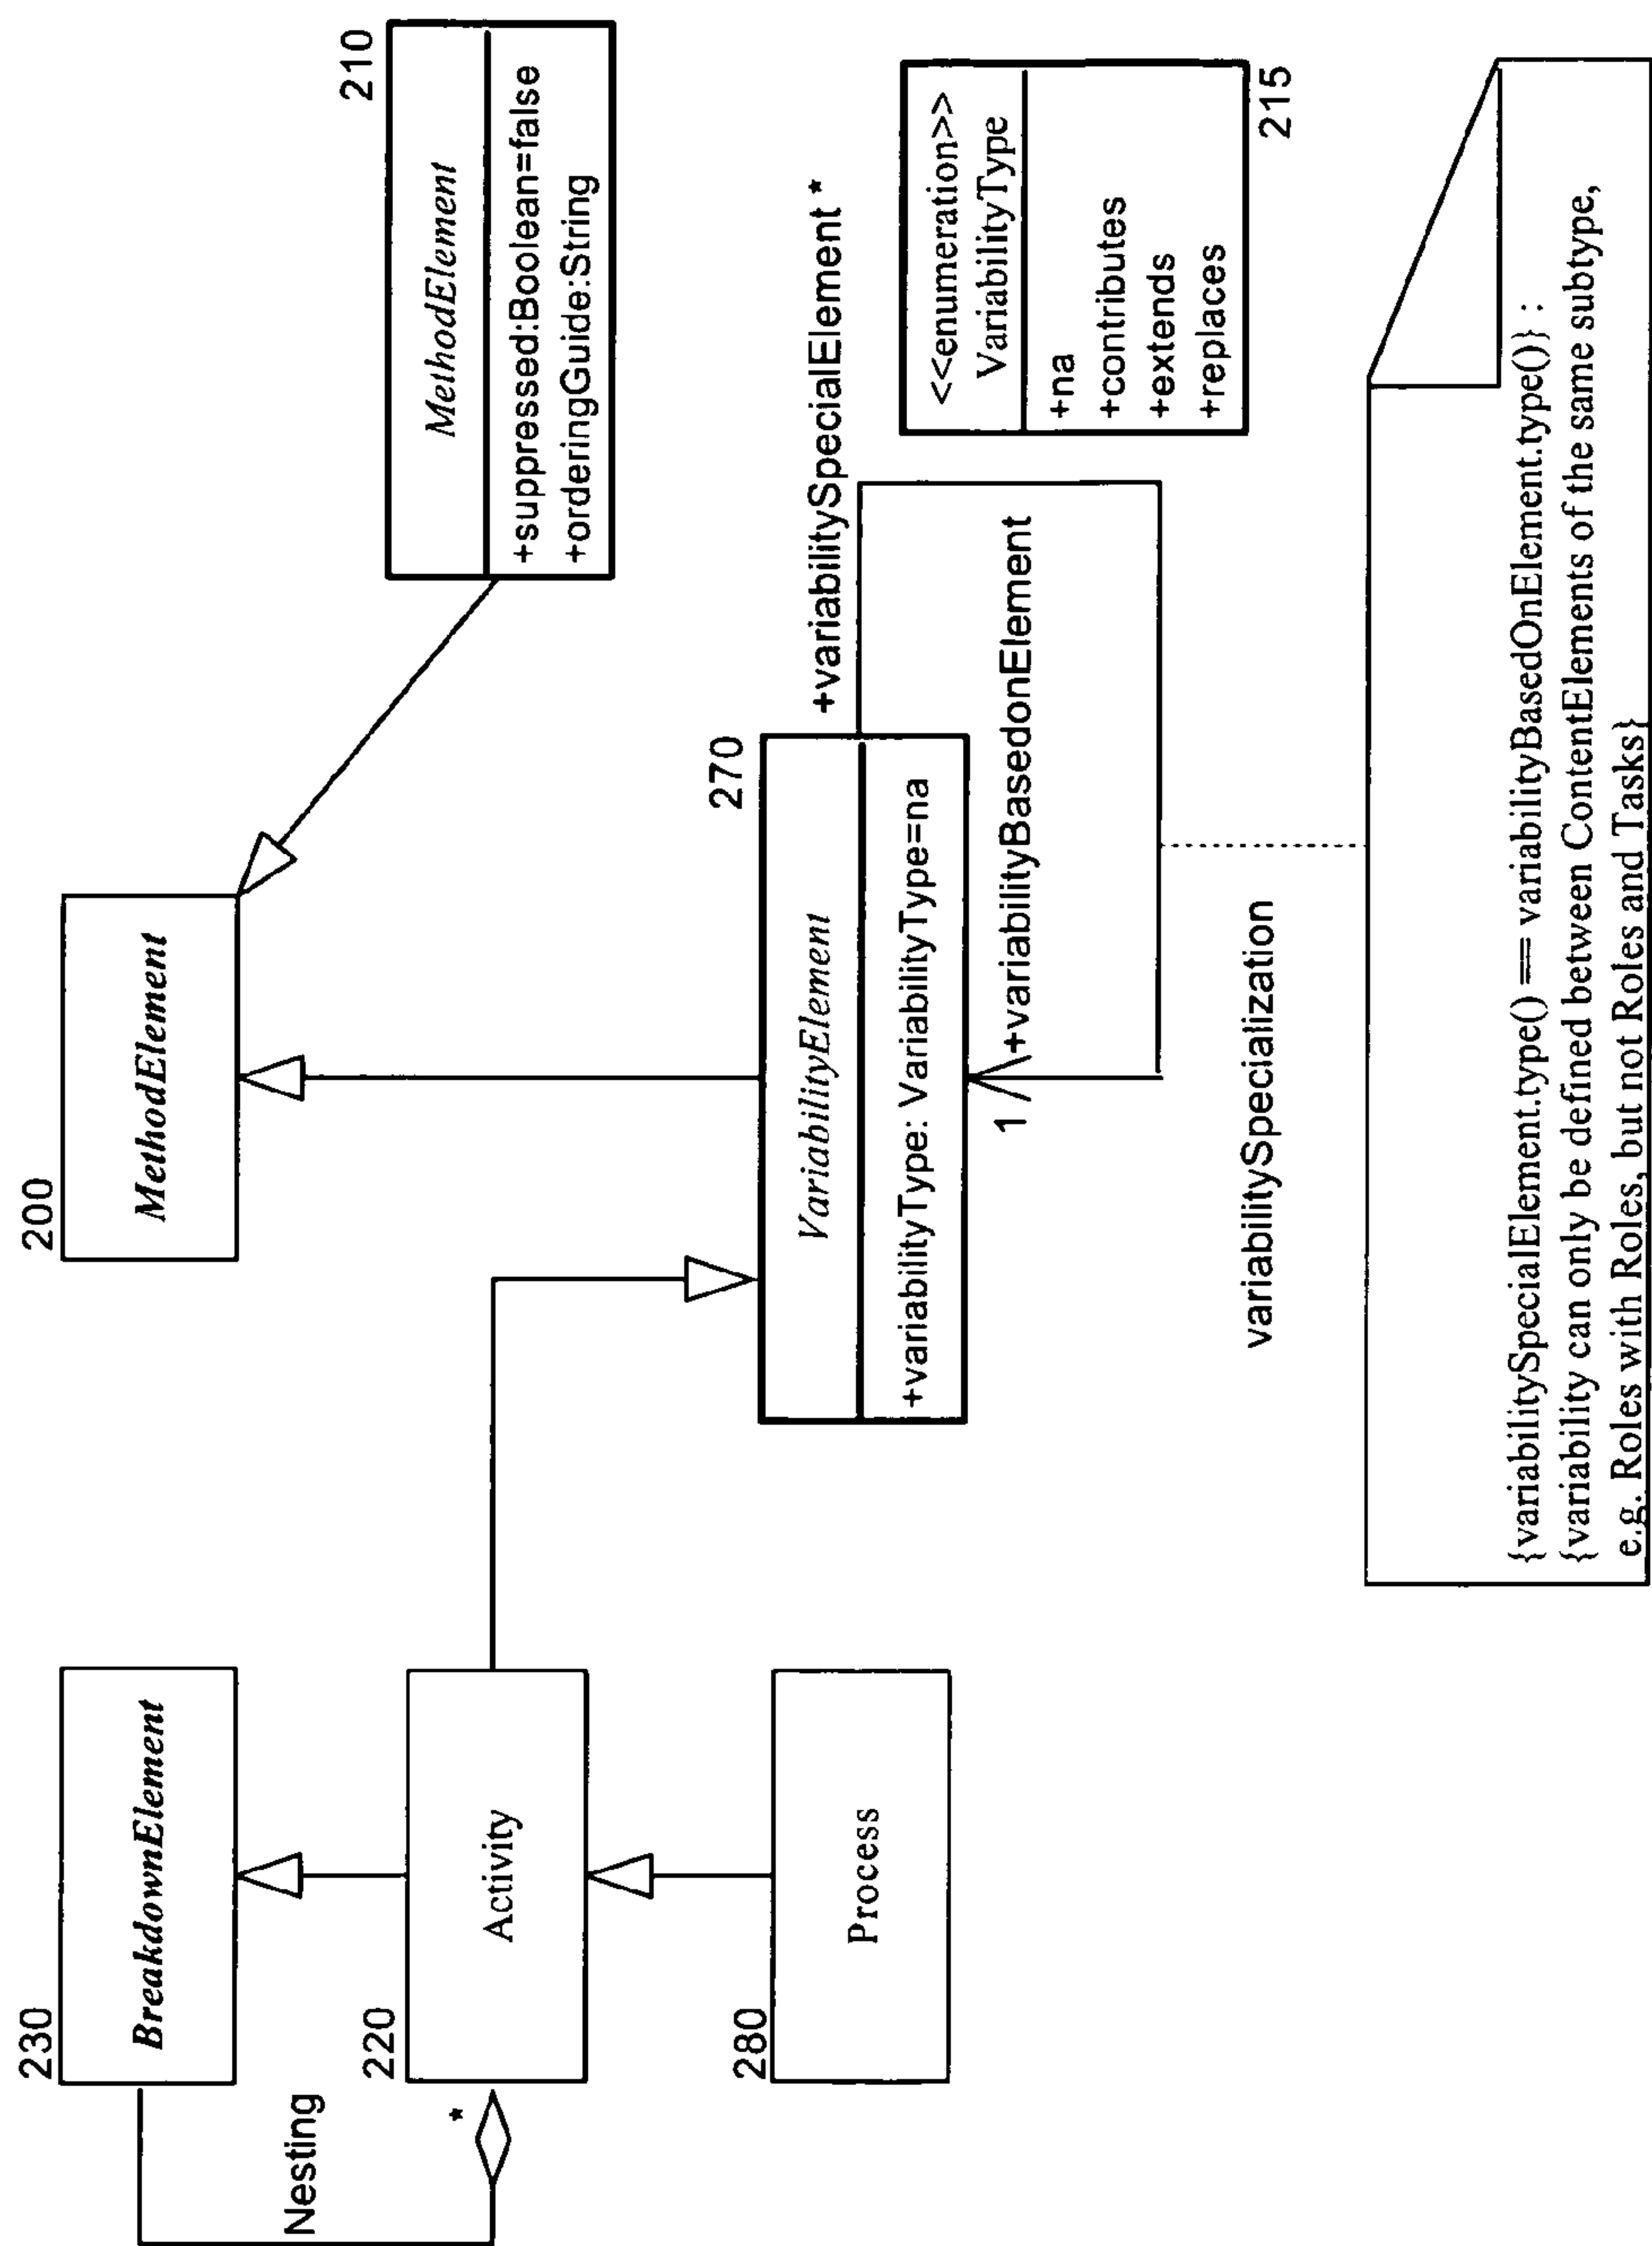 230
BreakdownElement
Nesting
*
220
Activity
280
Process
200
MethodElement
210
MethodElement
+suppressed:Boolean=false
+orderingGuide:String
270
VariabilityElement
+variabilityType: VariabilityType=na
+variabilitySpecialElement *
1
+variabilityBasedonElement
variabilitySpecialization
<<enumeration>>
VariabilityType
+na
+contributes
+extends
+replaces
215
{variabilitySpecialElement.type() == variabilityBasedOnElement.type()} :
{variability can only be defined between ContentElements of the same subtype,
e.g. Roles with Roles, but not Roles and Tasks}